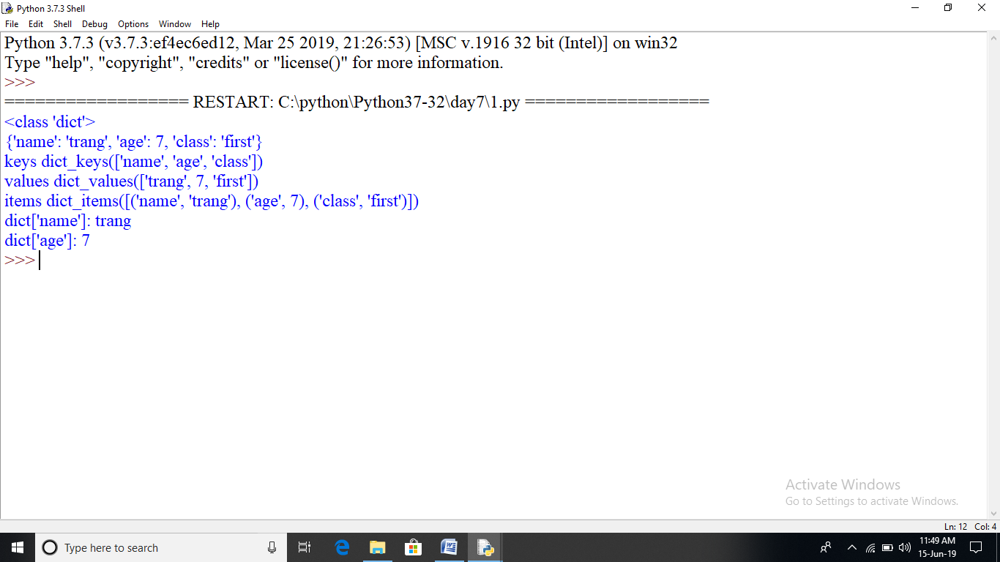 Python 3.7.3 Shell
File Edit Shell Debug Options Window Help
Python 3.7.3 (v3.7.3:ef4ec6ed12, Mar 25 2019, 21:26:53) [MSC v.1916 32 bit (Intel)] on win32
Type "help", "copyright", "credits" or "license()" for more information.
>>>
================== RESTART: C:\python\Python37-32\day7\1.py ==================
<class 'dict'>
{'name': 'trang', 'age': 7, 'class': 'first'}
keys dict_keys(['name', 'age', 'class'])
values dict_values(['trang', 7, 'first'])
items dict_items([('name', 'trang'), ('age', 7), ('class', 'first')])
dict['name']: trang
dict['age']: 7
>>>
Activate Windows
Go to Settings to activate Windows.
Ln: 12 Col: 4
Type here to search
11:49 AM
15-Jun-19